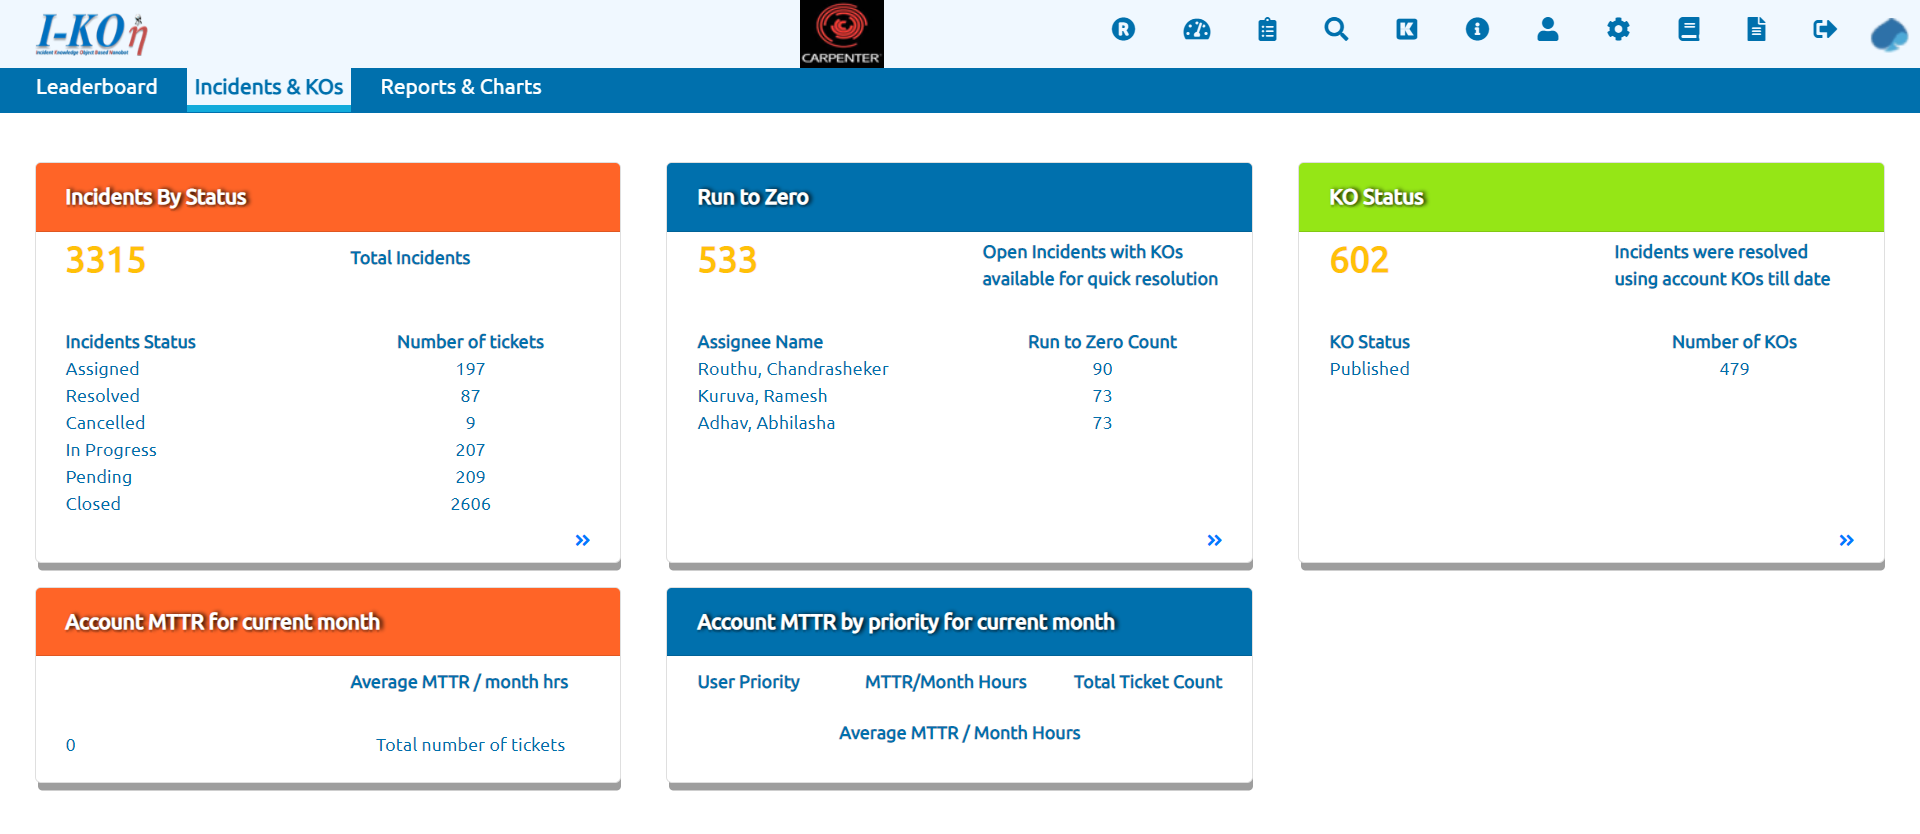 I-KOη
Incident Knowledge Object Based Nanobot
CARPENTER
R
K
i
Leaderboard
Incidents & KOs
Reports & Charts
Incidents By Status
3315 Total Incidents
Incidents Status Number of tickets
Assigned 197
Resolved 87
Cancelled 9
In Progress 207
Pending 209
Closed 2606
»
Run to Zero
533 Open Incidents with KOs
available for quick resolution
Assignee Name Run to Zero Count
Routhu, Chandrasheker 90
Kuruva, Ramesh 73
Adhav, Abhilasha 73
»
KO Status
602 Incidents were resolved
using account KOs till date
KO Status Number of KOs
Published 479
»
Account MTTR for current month
Average MTTR / month hrs
0 Total number of tickets
Account MTTR by priority for current month
User Priority MTTR/Month Hours Total Ticket Count
Average MTTR / Month Hours